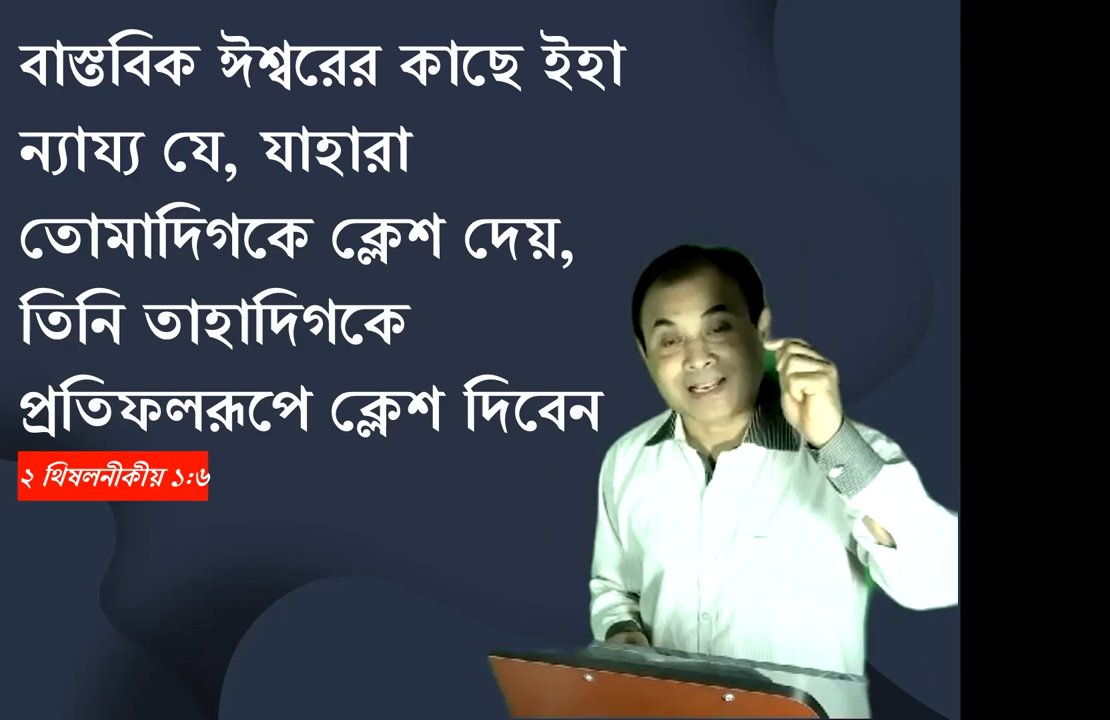 বাস্তবিক ঈশ্বরের কাছে ইহা
ন্যায্য যে, যাহারা
তোমাদিগকে ক্লেশ দেয়,
তিনি তাহাদিগকে
প্রতিফলরূপে ক্লেশ দিবেন
২ থিষলনীকীয় ১:৬